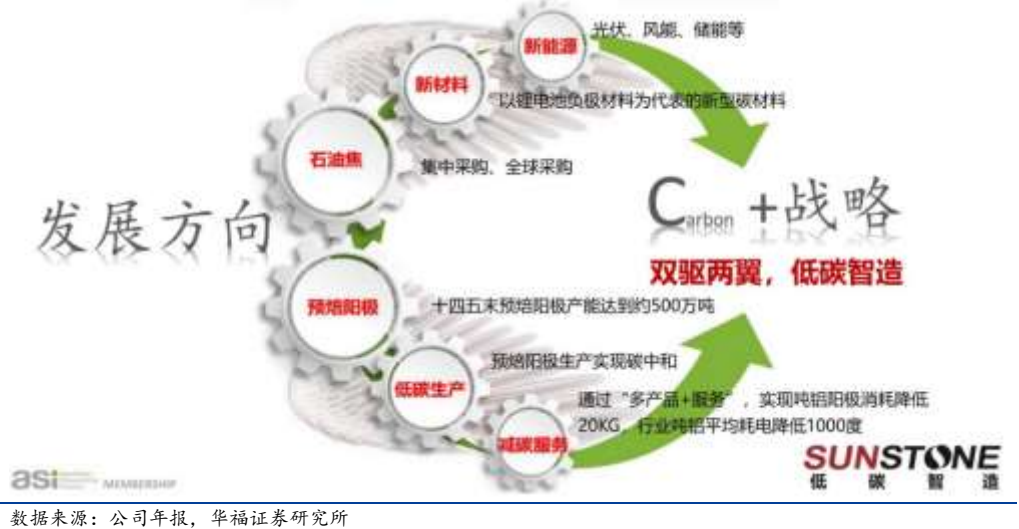 新能源
光伏、风能、储能等
新材料
以锂电池负极材料为代表的新型碳材料
石油焦
集中采购、全球采购
发展方向
Carbon +战略
双驱两翼，低碳智造
预焙阳极
十四五末预焙阳极产能达到约500万吨
低碳生产
预焙阳极生产实现碳中和
减碳服务
通过“多产品+服务”，实现吨铝阳极消耗降低
20KG，行业吨铝平均耗电降低1000度
SUNSTONE
低碳智造
asi MEMBERSHIP
数据来源：公司年报，华福证券研究所